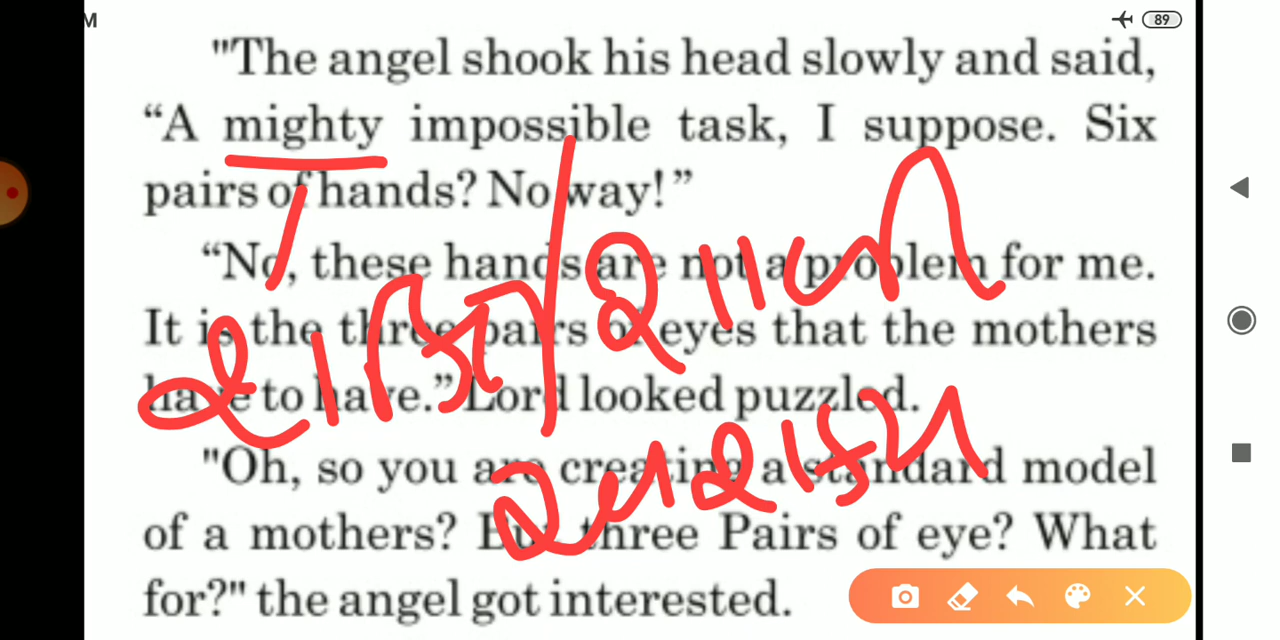 M 89
"The angel shook his head slowly and said,
“A mighty impossible task, I suppose. Six
pairs of hands? No way!”
“No, these hands are not a problem for me.
It is the three pairs of eyes that the mothers
have to have.” Lord looked puzzled.
"Oh, so you are creating a standard model
of a mothers? But three Pairs of eye? What
for?" the angel got interested.